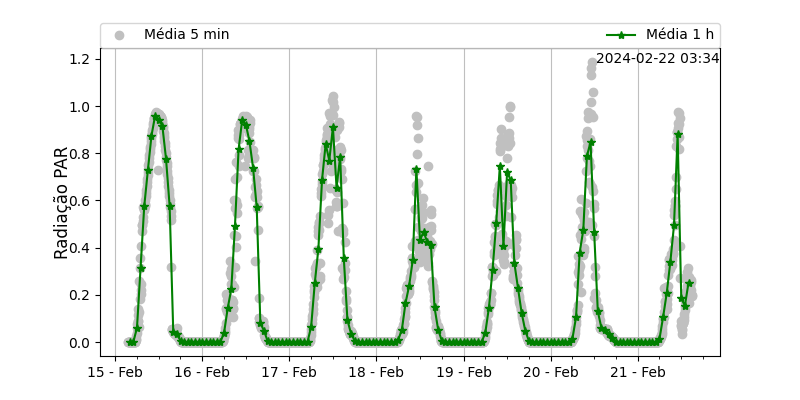 Média 5 min
Média 1 h
2024-02-22 03:34
Radiação PAR
1.2
1.0
0.8
0.6
0.4
0.2
0.0
15 - Feb
16 - Feb
17 - Feb
18 - Feb
19 - Feb
20 - Feb
21 - Feb